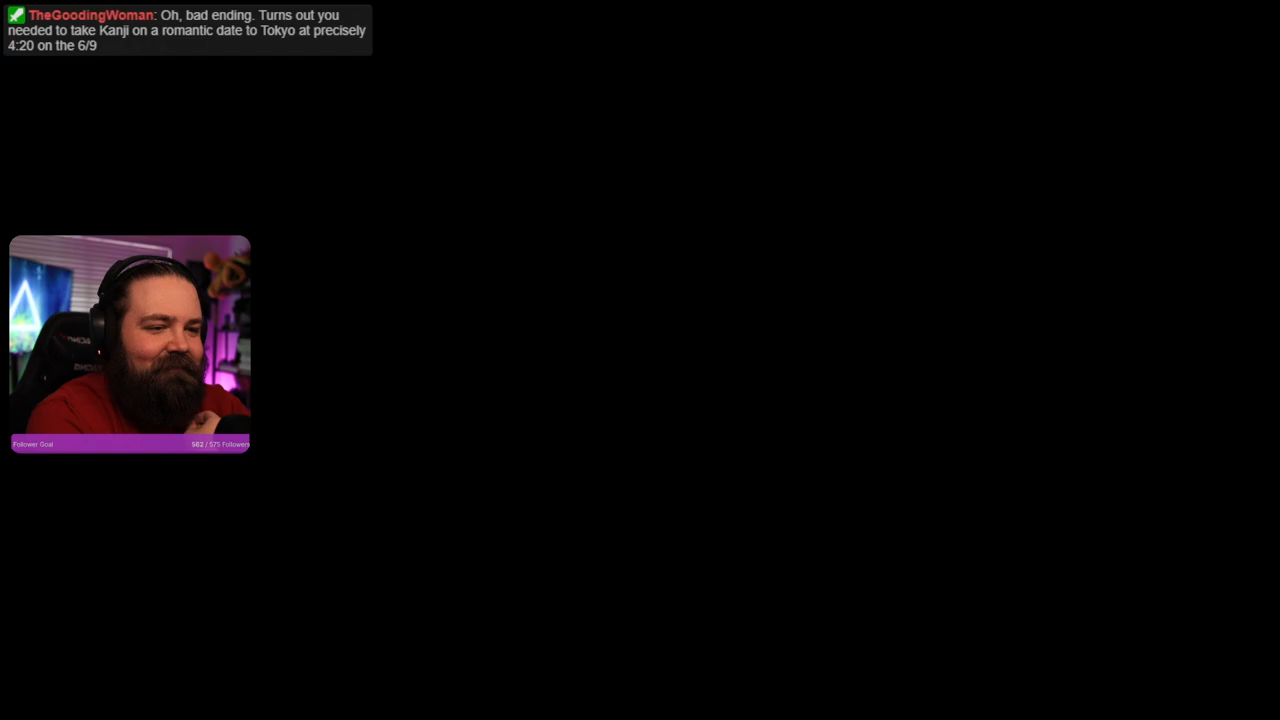 TheGoodingWoman: Oh, bad ending. Turns out you
needed to take Kanji on a romantic date to Tokyo at precisely
4:20 on the 6/9
Follower Goal
562 / 575 Followers